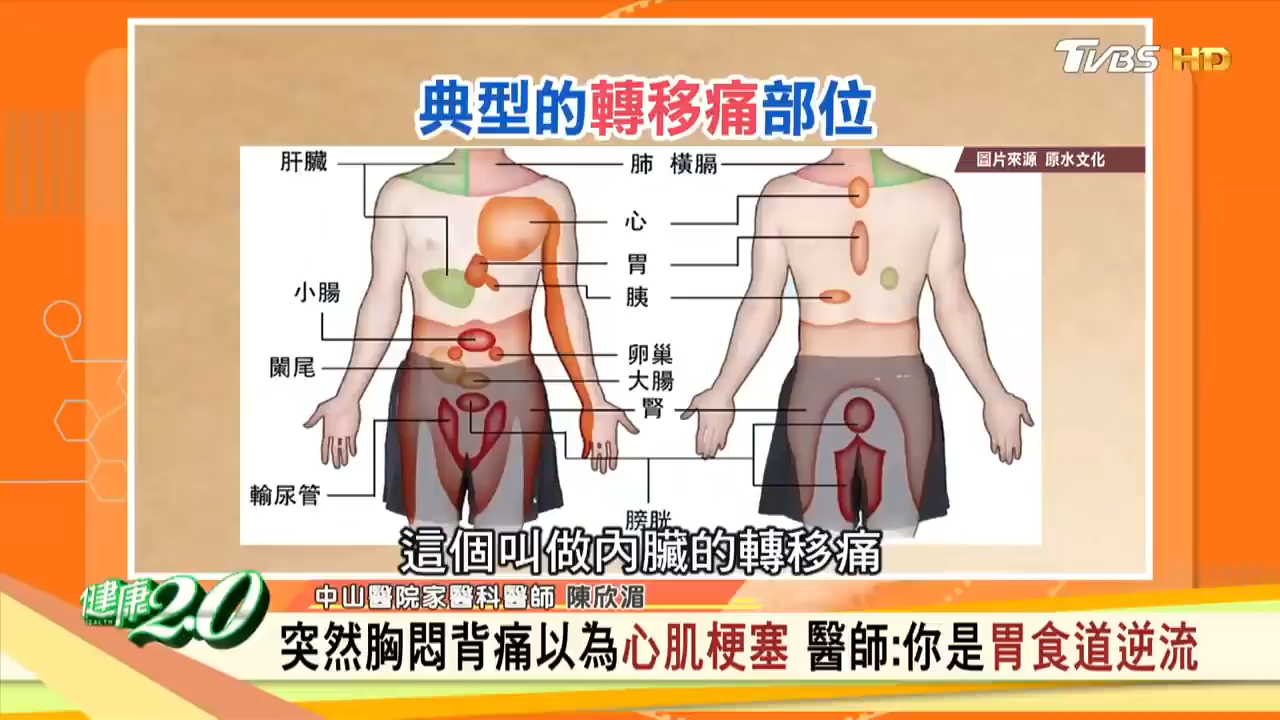 TVBS HD
典型的轉移痛部位
圖片來源 原水文化
肝臟
肺
橫膈
心
胃
胰
小腸
闌尾
卵巢
大腸
腎
輸尿管
膀胱
這個叫做內臟的轉移痛
健康2.0
HEALTH
中山醫院家醫科醫師 陳欣湄
突然胸悶背痛以為心肌梗塞 醫師:你是胃食道逆流